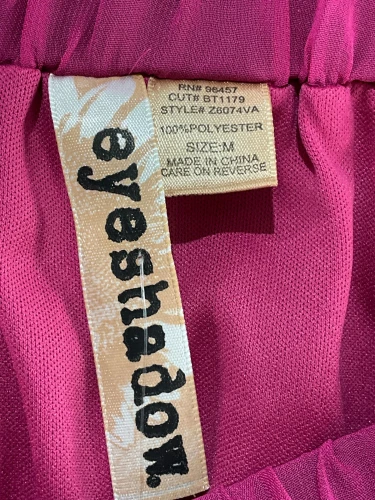 RN# 96457
CUT# BT1179
STYLE# Z6074VA
100%POLYESTER
SIZE:M
MADE IN CHINA
CARE ON REVERSE
eyeshadow.